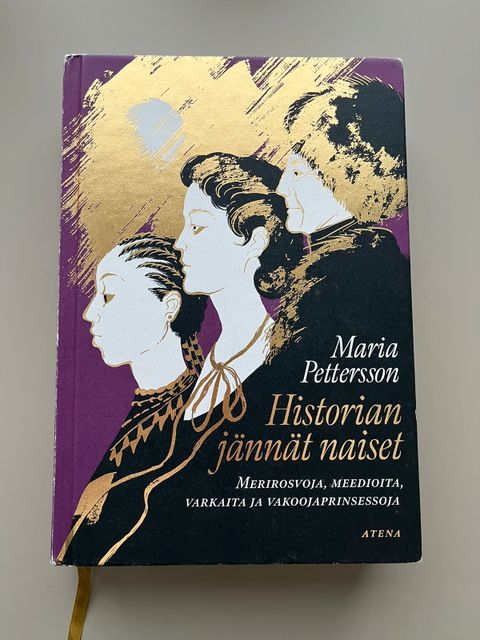 Maria
Pettersson
Historian
jännät naiset
Merirosvoja, meedioita,
varkaita ja vakoojaprinsessoja
ATENA